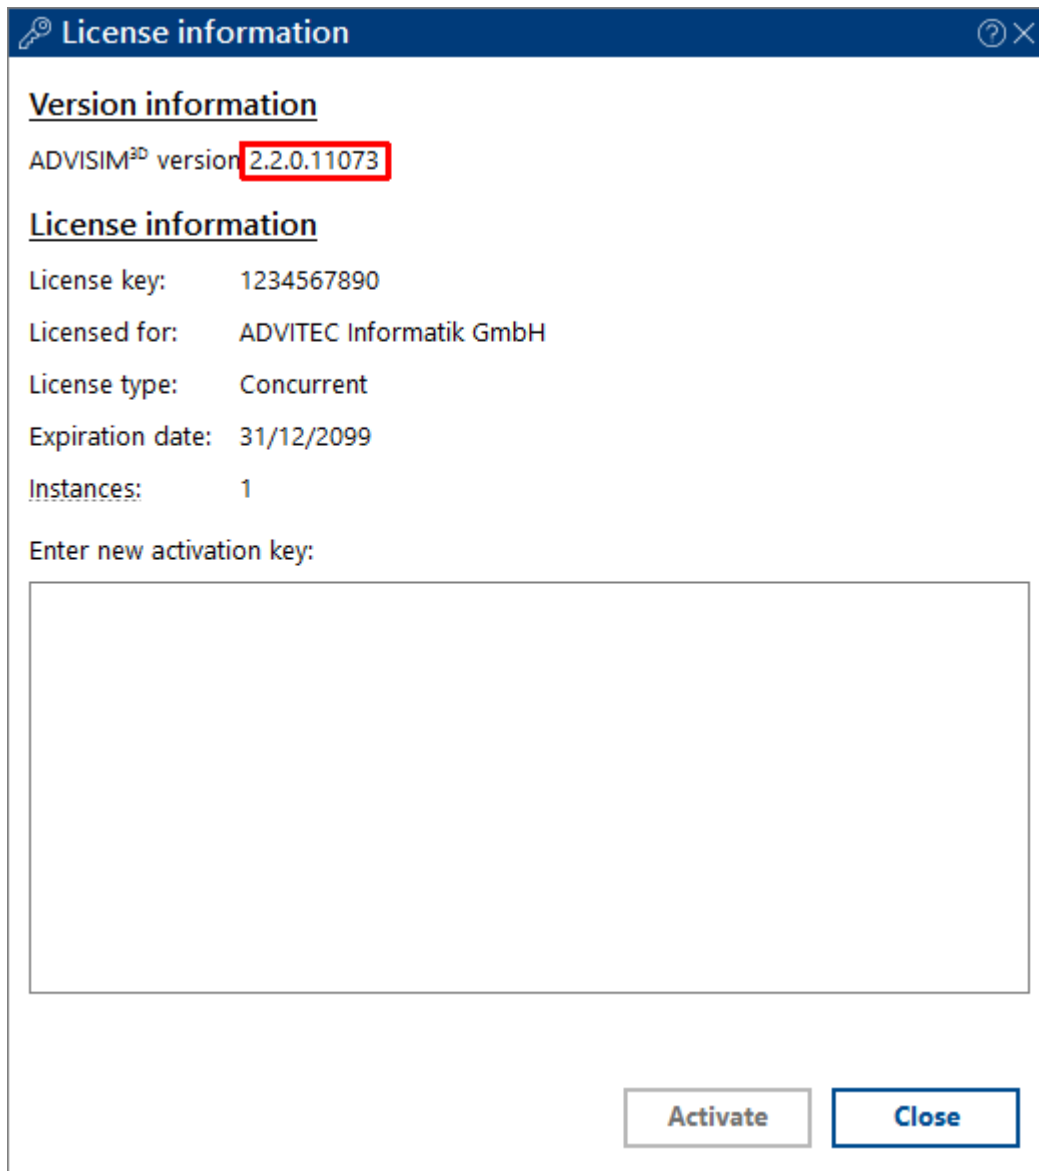 License information
Version information
ADVISIM³ᴰ version 2.2.0.11073
License information
License key: 1234567890
Licensed for: ADVITEC Informatik GmbH
License type: Concurrent
Expiration date: 31/12/2099
Instances: 1
Enter new activation key:
Activate Close